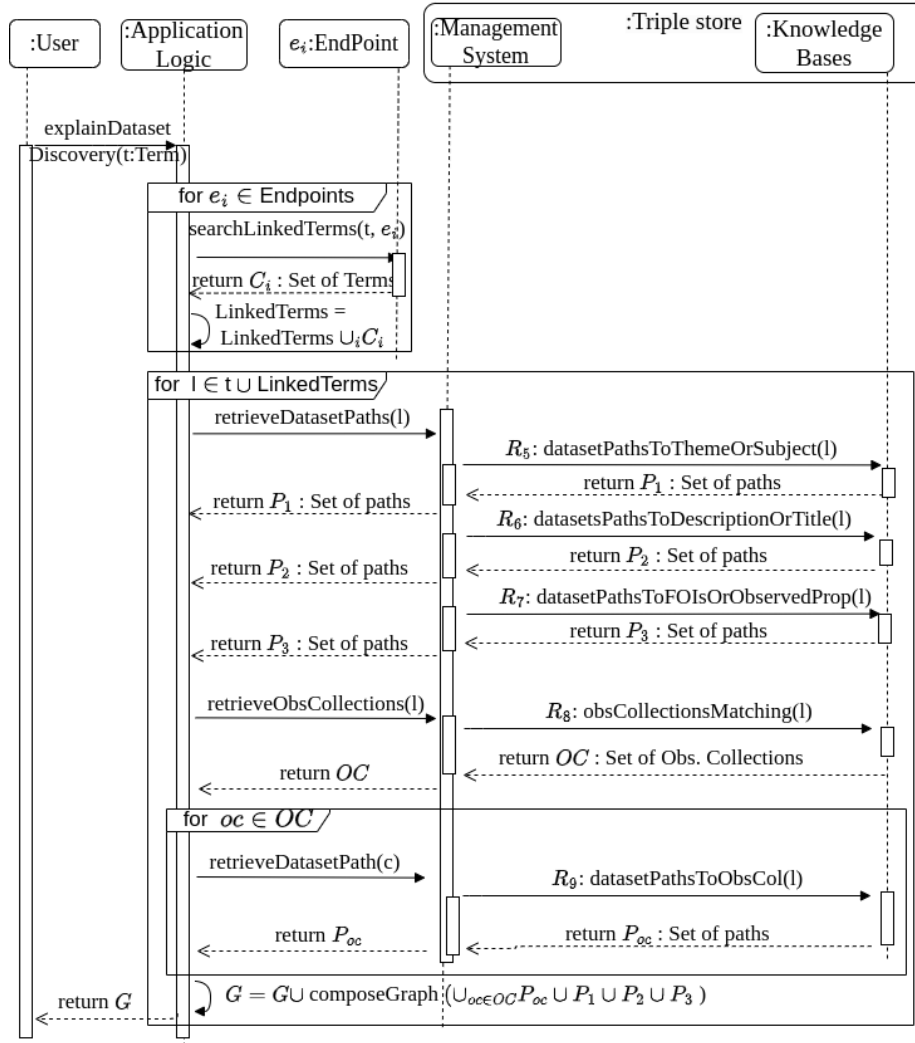 :User
:Application
Logic
e_i:EndPoint
:Triple store
:Management
System
:Knowledge
Bases
explainDataset
Discovery(t:Term)
for e_i ∈ Endpoints
searchLinkedTerms(t, e_i)
return C_i : Set of Terms
LinkedTerms =
LinkedTerms ∪_i C_i
for l ∈ t ∪ LinkedTerms
retrieveDatasetPaths(l)
R_5: datasetPathsToThemeOrSubject(l)
return P_1 : Set of paths
return P_1 : Set of paths
R_6: datasetsPathsToDescriptionOrTitle(l)
return P_2 : Set of paths
return P_2 : Set of paths
R_7: datasetPathsToFOIsOrObservedProp(l)
return P_3 : Set of paths
return P_3 : Set of paths
retrieveObsCollections(l)
R_8: obsCollectionsMatching(l)
return OC : Set of Obs. Collections
return OC
for oc ∈ OC
retrieveDatasetPath(c)
R_9: datasetPathsToObsCol(l)
return P_oc : Set of paths
return P_oc
G = G∪ composeGraph (∪_{oc∈OC} P_oc ∪ P_1 ∪ P_2 ∪ P_3 )
return G